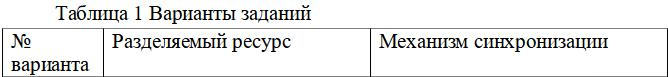 Таблица 1 Варианты заданий
№ варианта
Разделяемый ресурс
Механизм синхронизации